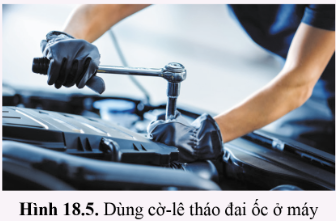 Hình 18.5. Dùng cờ-lê tháo đai ốc ở máy